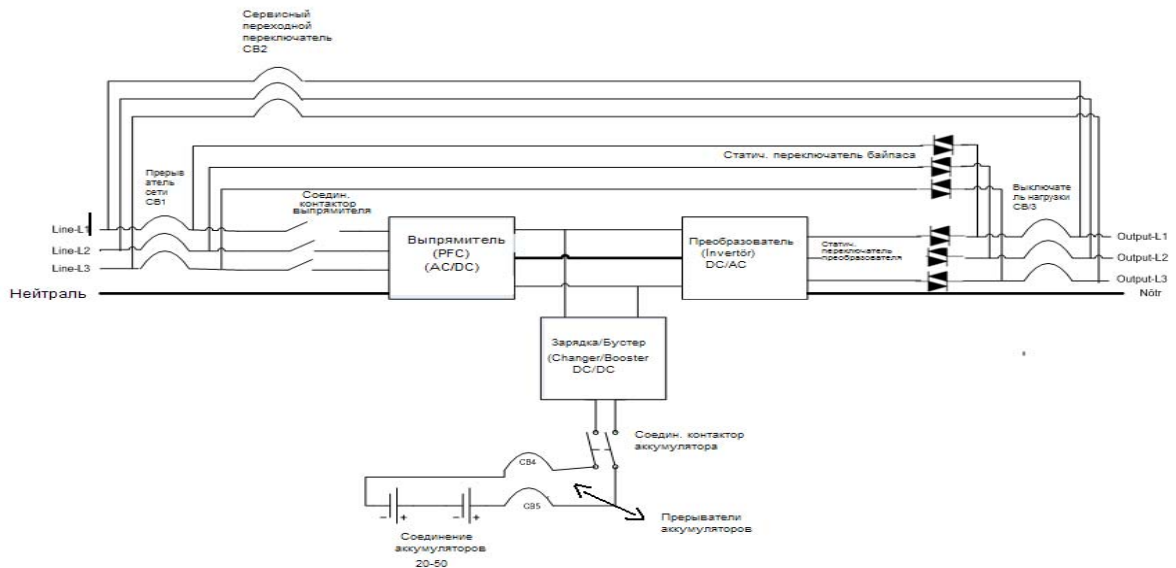 Сервисный
переходной
переключатель
СВ2
Статич. переключатель байпаса
Прерыв
атель
сети
СВ1
Соедин.
контактор
выпрямителя
Выключате
ль нагрузки
СВ/3
Line-L1
Line-L2
Line-L3
Нейтраль
Выпрямитель
(PFC)
(AC/DC)
Преобразователь
(Invertör)
DC/AC
Статич.
переключатель
преобразователя
Output-L1
Output-L2
Output-L3
Nötr
Зарядка/Бустер
(Changer/Booster
DC/DC
Соедин. контактор
аккумулятора
CB4
CB5
Прерыватели
аккумуляторов
- + - +
Соединение
аккумуляторов
20-50